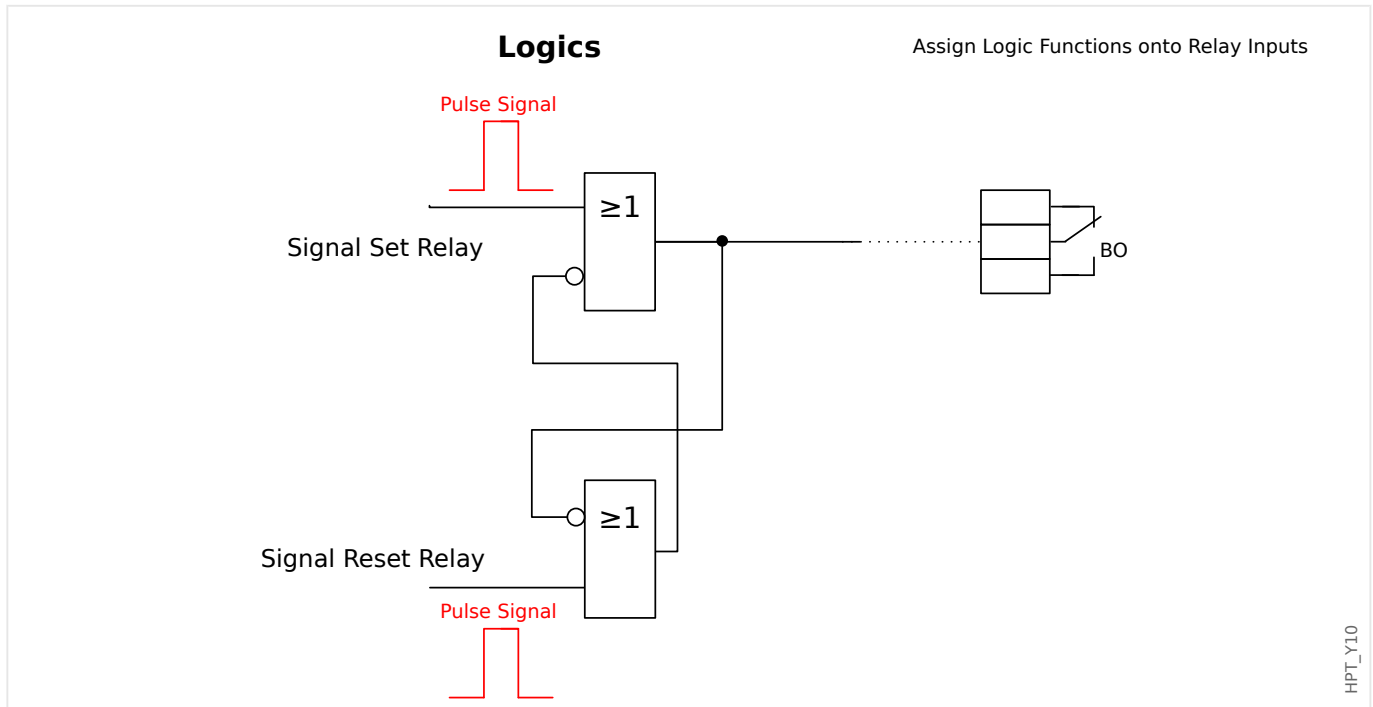 Logics
Assign Logic Functions onto Relay Inputs
Pulse Signal
≥1
Signal Set Relay
BO
≥1
Signal Reset Relay
Pulse Signal
HPT_Y10